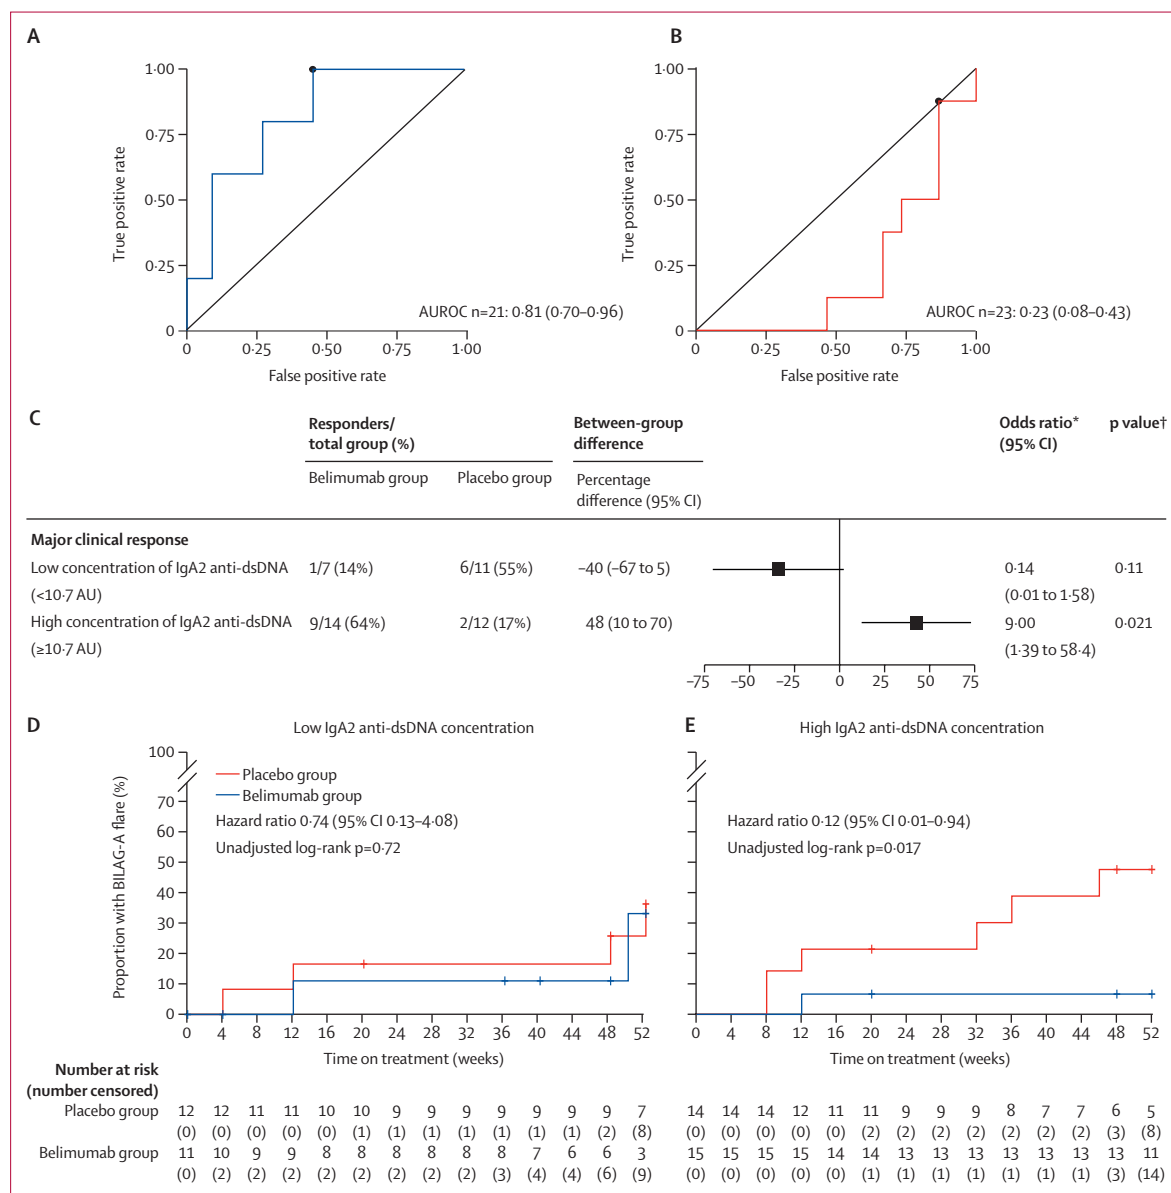 A
B
1·00
0·75
0·50
0·25
0
True positive rate
0
0·25
0·50
0·75
1·00
False positive rate
AUROC n=21: 0·81 (0·70–0·96)
1·00
0·75
0·50
0·25
0
True positive rate
0
0·25
0·50
0·75
1·00
False positive rate
AUROC n=23: 0·23 (0·08–0·43)
C
Responders/
total group (%)
Between-group
difference
Odds ratio*
(95% CI)
p value†
Belimumab group
Placebo group
Percentage
difference (95% CI)
Major clinical response
Low concentration of IgA2 anti-dsDNA
(<10·7 AU)
1/7 (14%)
6/11 (55%)
–40 (–67 to 5)
0·14
(0·01 to 1·58)
0·11
High concentration of IgA2 anti-dsDNA
(≥10·7 AU)
9/14 (64%)
2/12 (17%)
48 (10 to 70)
9·00
(1·39 to 58·4)
0·021
–75
–50
–25
0
25
50
75
D
Low IgA2 anti-dsDNA concentration
E
High IgA2 anti-dsDNA concentration
100
70
60
50
40
30
20
10
0
Proportion with BILAG-A flare (%)
Placebo group
Belimumab group
Hazard ratio 0·74 (95% CI 0·13–4·08)
Unadjusted log-rank p=0·72
Hazard ratio 0·12 (95% CI 0·01–0·94)
Unadjusted log-rank p=0·017
0 4 8 12 16 20 24 28 32 36 40 44 48 52
Time on treatment (weeks)
0 4 8 12 16 20 24 28 32 36 40 44 48 52
Time on treatment (weeks)
Number at risk
(number censored)
Placebo group 12 12 11 11 10 10 9 9 9 9 9 9 9 7 14 14 14 12 11 11 9 9 9 8 7 7 6 5
(0) (0) (0) (0) (0) (1) (1) (1) (1) (1) (1) (1) (2) (8) (0) (0) (0) (0) (0) (0) (2) (2) (2) (2) (2) (2) (3) (8)
Belimumab group 11 10 9 9 8 8 8 8 8 8 7 6 6 3 15 15 15 15 14 14 13 13 13 13 13 13 13 11
(0) (2) (2) (2) (2) (2) (2) (2) (2) (3) (4) (4) (6) (9) (0) (0) (0) (0) (0) (1) (1) (1) (1) (1) (1) (1) (3) (14)